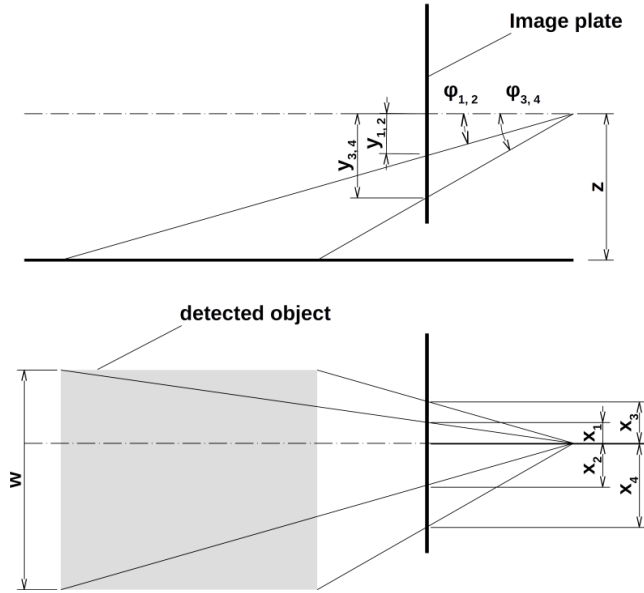 Image plate
φ1, 2
φ3, 4
y1, 2
y3, 4
z
detected object
w
x1
x3
x2
x4